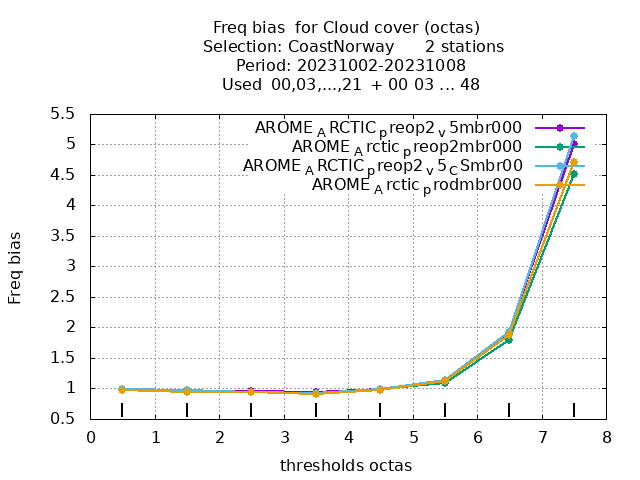 Freq bias for Cloud cover (octas)
Selection: CoastNorway 2 stations
Period: 20231002-20231008
Used 00,03,...,21 + 00 03 ... 48
AROME_ARCTIC_preop2_v5mbr000
AROME_Arctic_preop2mbr000
AROME_ARCTIC_preop2_v5_CSmbr00
AROME_Arctic_prodmbr000
Freq bias
5.5
5
4.5
4
3.5
3
2.5
2
1.5
1
0.5
0 1 2 3 4 5 6 7 8
thresholds octas